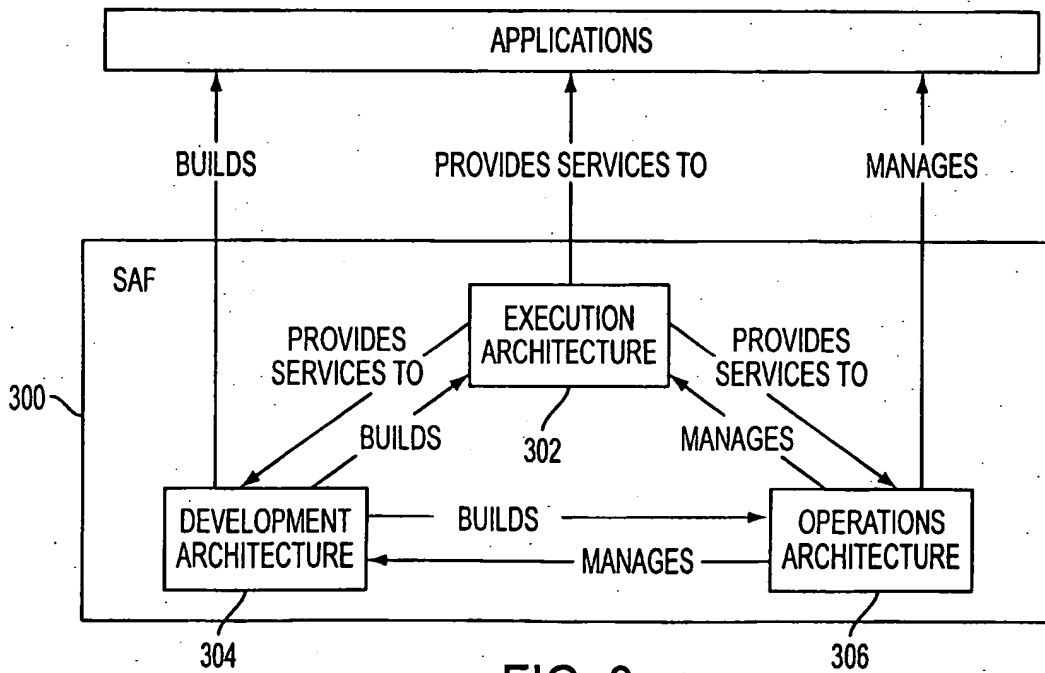 APPLICATIONS
BUILDS
PROVIDES SERVICES TO
MANAGES
SAF
EXECUTION
ARCHITECTURE
PROVIDES
SERVICES TO
PROVIDES
SERVICES TO
300
BUILDS
302
MANAGES
DEVELOPMENT
ARCHITECTURE
BUILDS
MANAGES
OPERATIONS
ARCHITECTURE
304
306